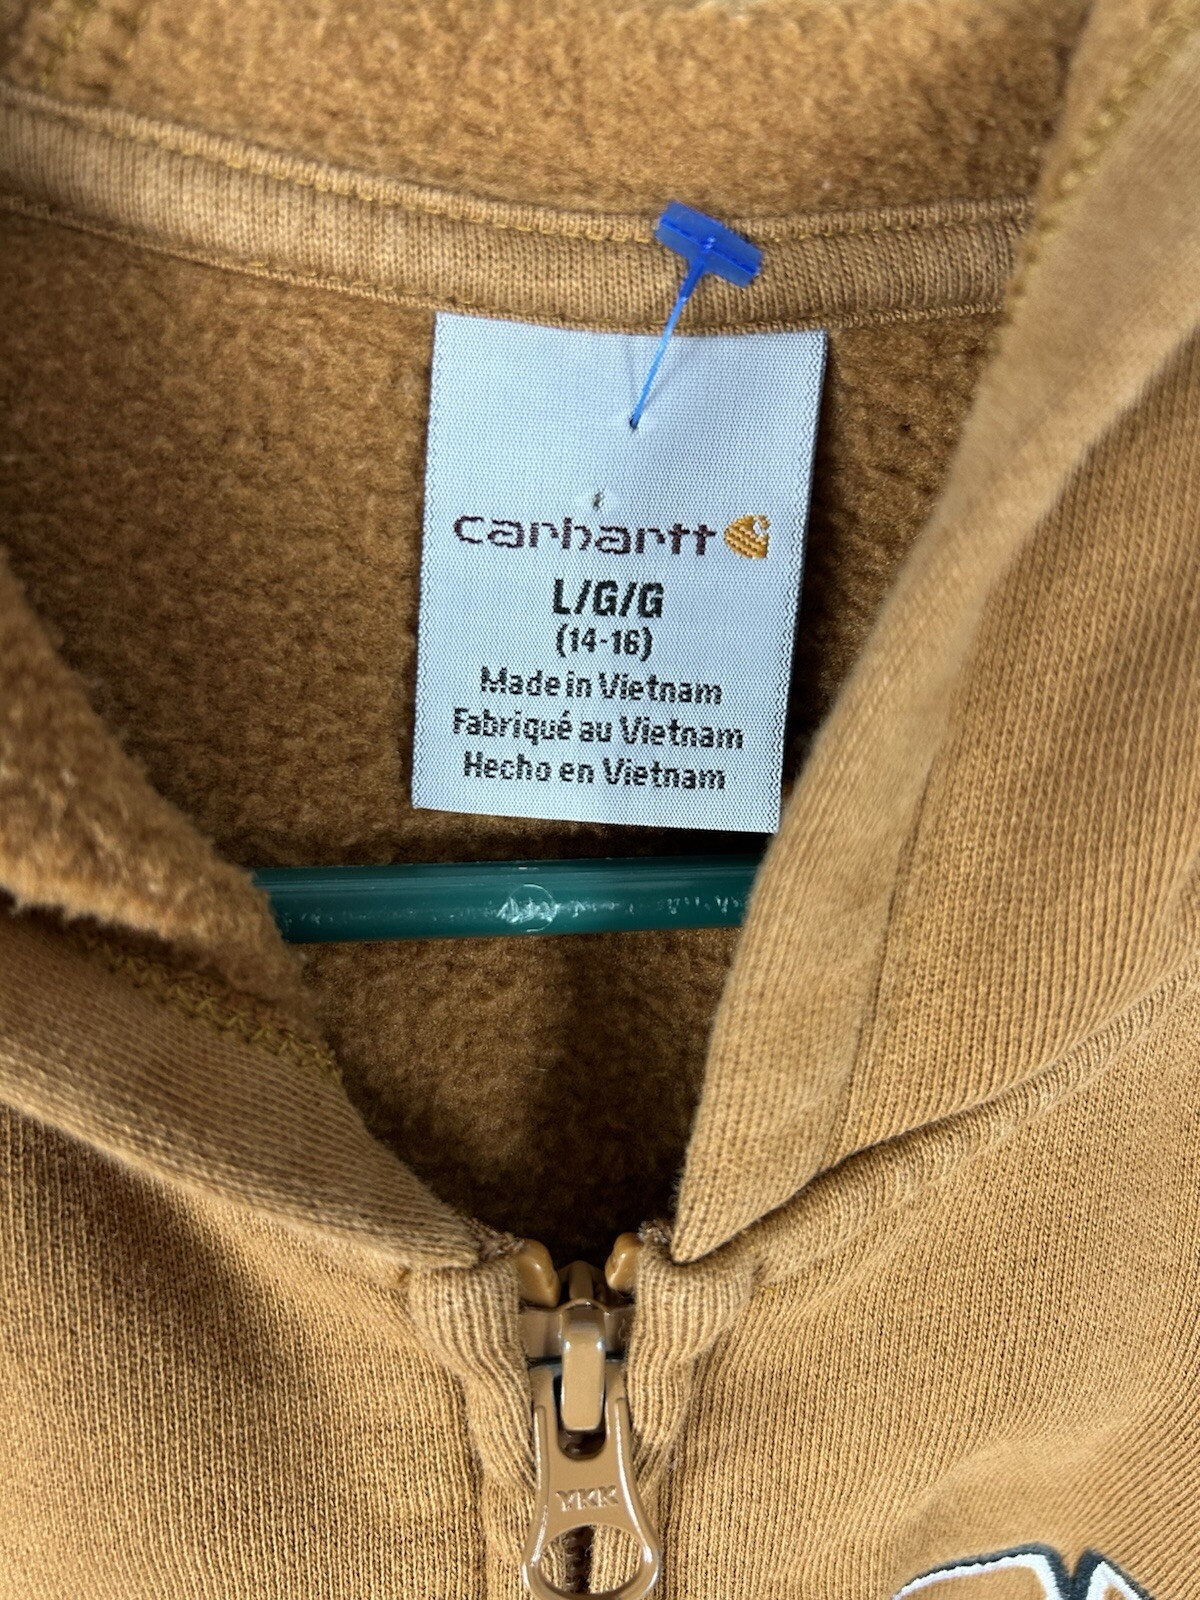 carhartt
L/G/G
(14-16)
Made in Vietnam
Fabriqué au Vietnam
Hecho en Vietnam
YKK